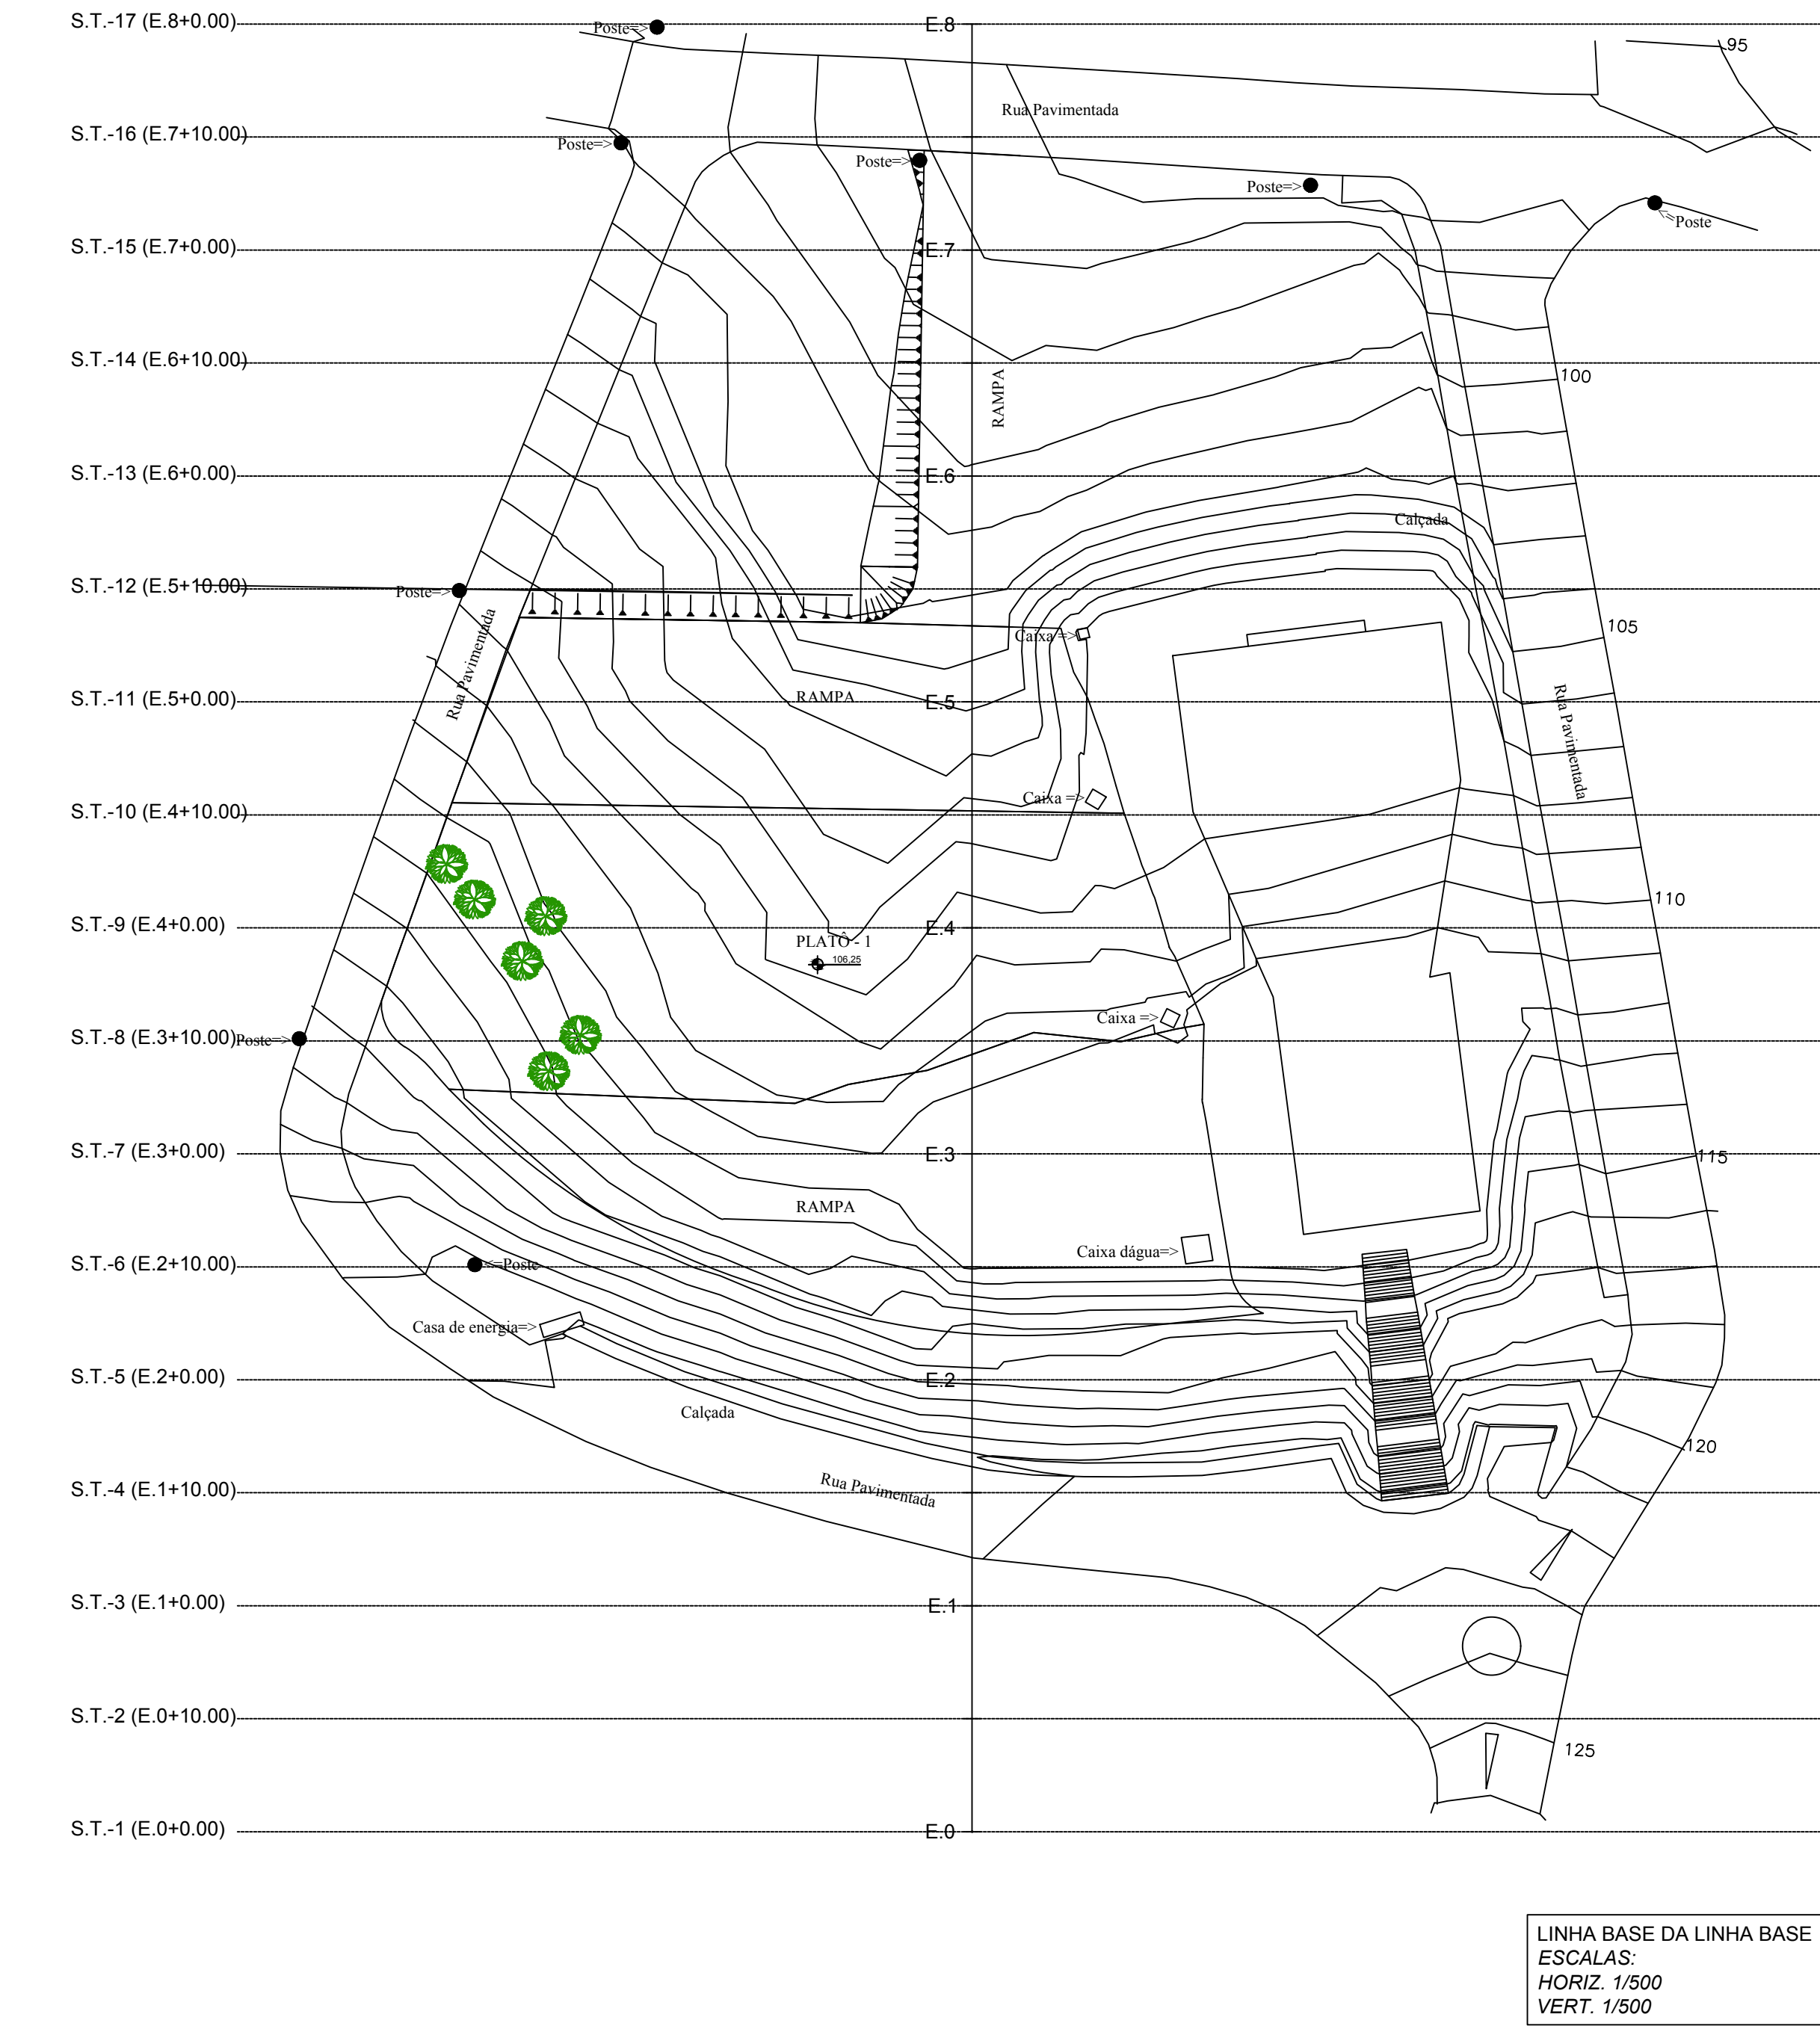 S.T.-17 (E.8+0.00)
Poste=>
E.8
95
Rua Pavimentada
S.T.-16 (E.7+10.00)
Poste=>
Poste=>
Poste=>
<=Poste
S.T.-15 (E.7+0.00)
E.7
S.T.-14 (E.6+10.00)
RAMPA
100
S.T.-13 (E.6+0.00)
E.6
Calçada
S.T.-12 (E.5+10.00)
Poste=>
Caixa =>
105
Rua Pavimentada
S.T.-11 (E.5+0.00)
RAMPA
E.5
Rua Pavimentada
S.T.-10 (E.4+10.00)
Caixa =>
110
S.T.-9 (E.4+0.00)
E.4
PLATÔ - 1
106,25
Caixa =>
S.T.-8 (E.3+10.00)
Poste=>
S.T.-7 (E.3+0.00)
E.3
115
RAMPA
Caixa dágua=>
S.T.-6 (E.2+10.00)
<=Poste
Casa de energia=>
S.T.-5 (E.2+0.00)
E.2
Calçada
120
S.T.-4 (E.1+10.00)
Rua Pavimentada
S.T.-3 (E.1+0.00)
E.1
S.T.-2 (E.0+10.00)
125
S.T.-1 (E.0+0.00)
E.0
LINHA BASE DA LINHA BASE
ESCALAS:
HORIZ. 1/500
VERT. 1/500